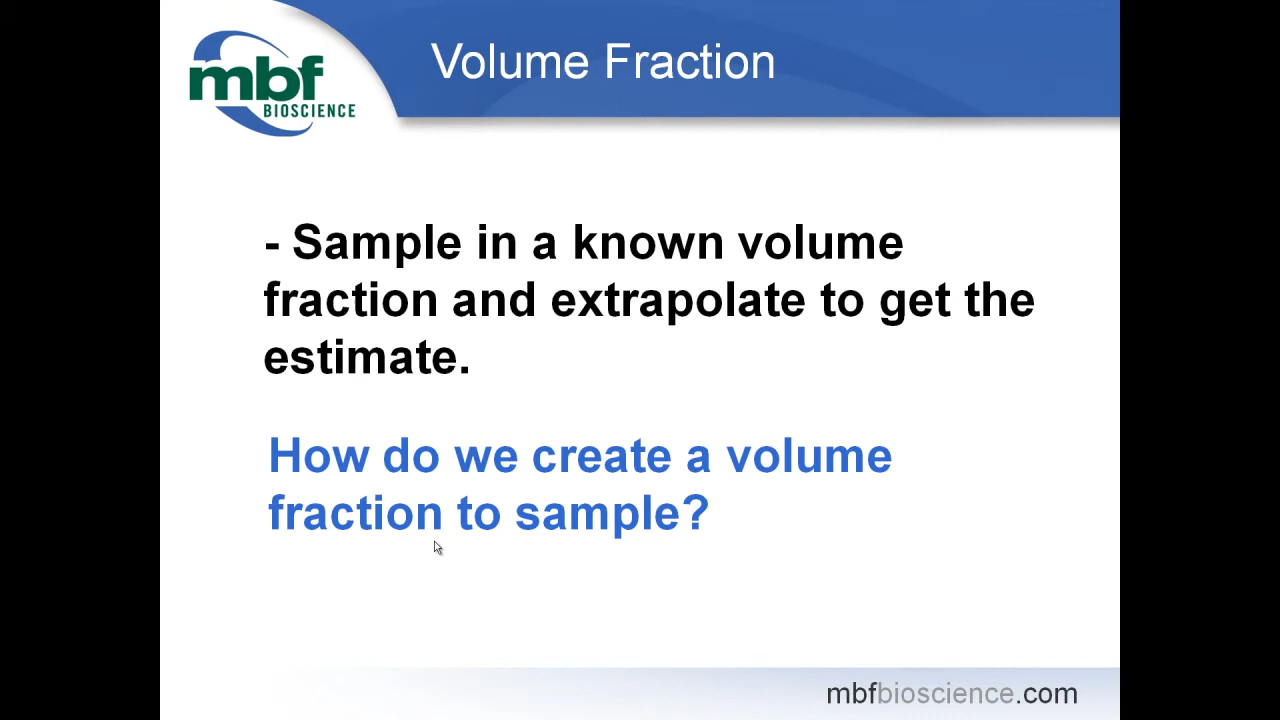 mbf
BIOSCIENCE
Volume Fraction
- Sample in a known volume
fraction and extrapolate to get the
estimate.
How do we create a volume
fraction to sample?
mbfbioscience.com